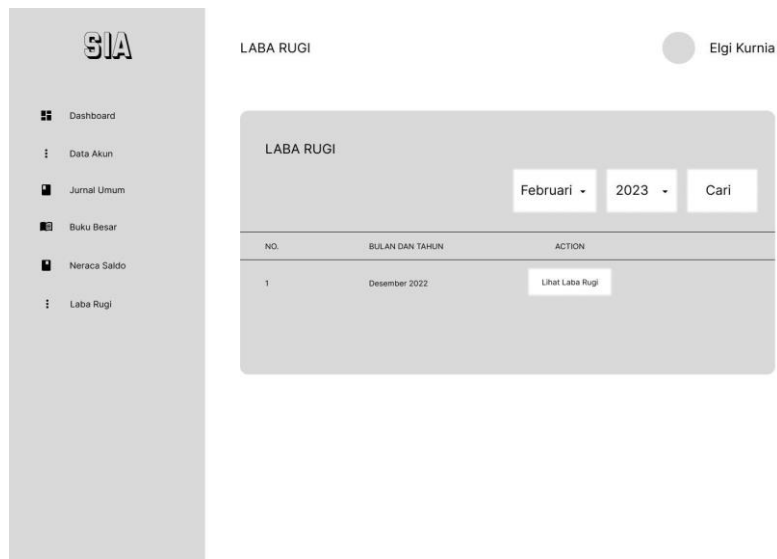 SIA
LABA RUGI
Elgi Kurnia
Dashboard
Data Akun
Jurnal Umum
Buku Besar
Neraca Saldo
Laba Rugi
LABA RUGI
Februari
2023
Cari
NO. BULAN DAN TAHUN ACTION
1 Desember 2022 Lihat Laba Rugi